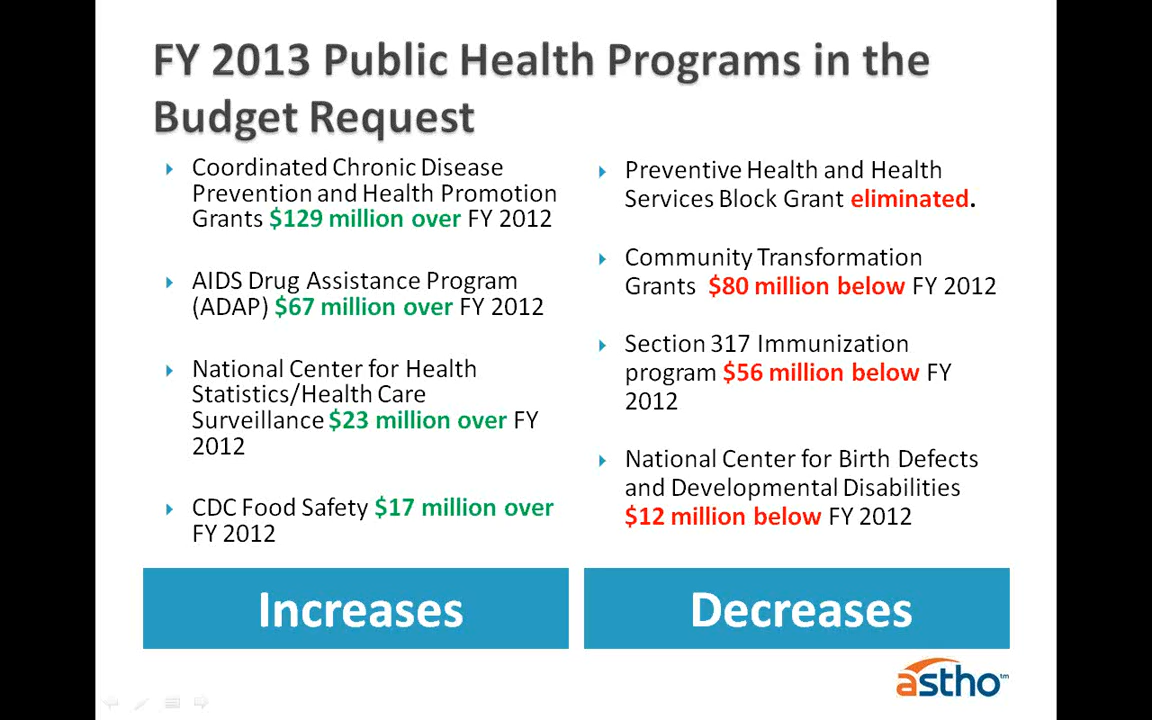 FY 2013 Public Health Programs in the
Budget Request
Coordinated Chronic Disease
Prevention and Health Promotion
Grants $129 million over FY 2012
AIDS Drug Assistance Program
(ADAP) $67 million over FY 2012
National Center for Health
Statistics/Health Care
Surveillance $23 million over FY
2012
CDC Food Safety $17 million over
FY 2012
Increases
Preventive Health and Health
Services Block Grant eliminated.
Community Transformation
Grants $80 million below FY 2012
Section 317 Immunization
program $56 million below FY
2012
National Center for Birth Defects
and Developmental Disabilities
$12 million below FY 2012
Decreases
astho™